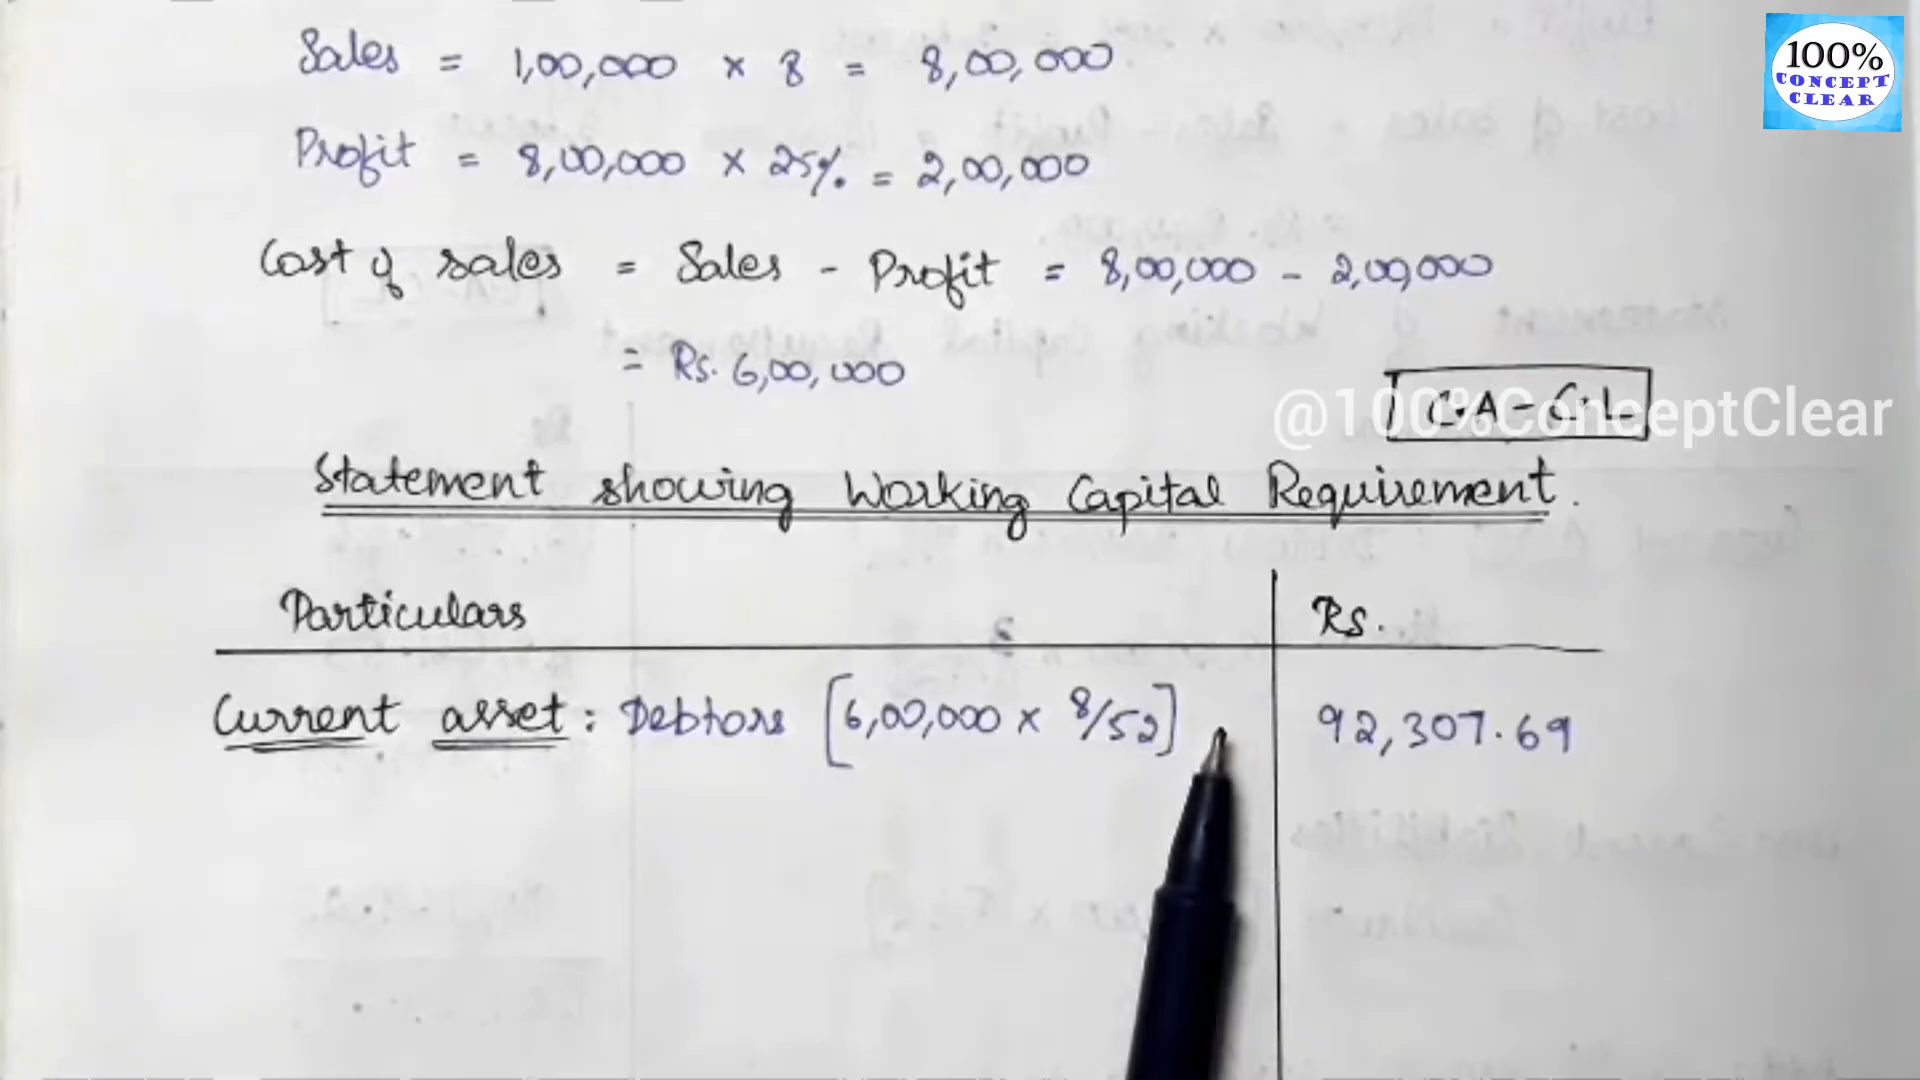 100%
CONCEPT
CLEAR
Sales = 1,00,000 x 8 = 8,00,000
Profit = 8,00,000 x 25% = 2,00,000
Cost of sales = Sales - Profit = 8,00,000 - 2,00,000
= Rs. 6,00,000
C.A - C.L
@100%ConceptClear
Statement showing Working Capital Requirement.
Particulars Rs.
Current asset: Debtors [6,00,000 x 8/52] 92,307.69